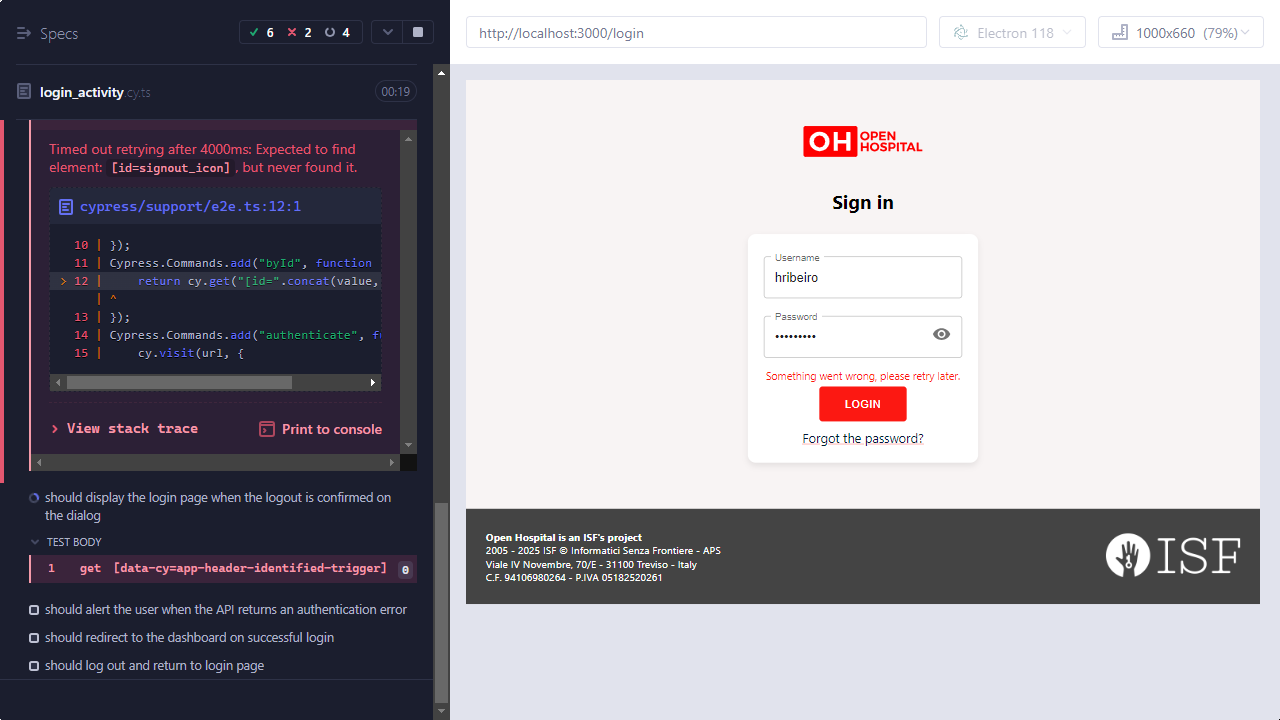 Specs
6
2
4
login_activity.cy.ts
00:19
Timed out retrying after 4000ms: Expected to find
element: [id=signout_icon], but never found it.
cypress/support/e2e.ts:12:1
10 | });
11 | Cypress.Commands.add("byId", function
> 12 |     return cy.get("[id=".concat(value,
| ^
13 | });
14 | Cypress.Commands.add("authenticate", fu
15 |     cy.visit(url, {
View stack trace
Print to console
should display the login page when the logout is confirmed on
the dialog
TEST BODY
1 get [data-cy=app-header-identified-trigger] 0
should alert the user when the API returns an authentication error
should redirect to the dashboard on successful login
should log out and return to login page
http://localhost:3000/login
Electron 118
1000x660 (79%)
OH OPEN
HOSPITAL
Sign in
Username
hribeiro
Password
•••••••••
Something went wrong, please retry later.
LOGIN
Forgot the password?
Open Hospital is an ISF's project
2005 - 2025 ISF © Informatici Senza Frontiere - APS
Viale IV Novembre, 70/E - 31100 Treviso - Italy
C.F. 94106980264 - P.IVA 05182520261
ISF